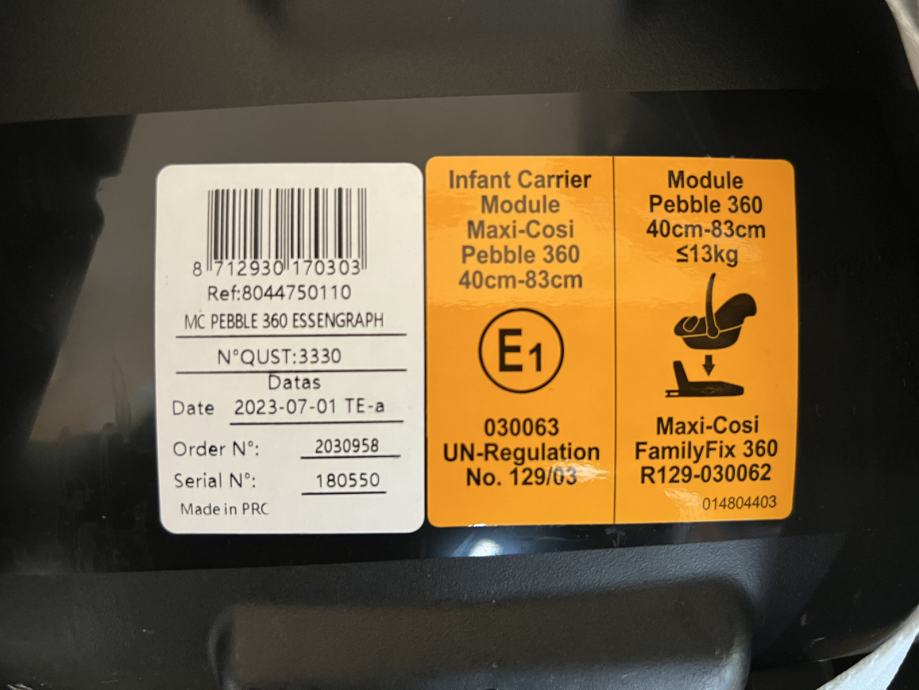 8 712930 170303
Ref:8044750110
MC PEBBLE 360 ESSENGRAPH
N°QUST:3330
Datas
Date 2023-07-01 TE-a
Order N°: 2030958
Serial N°: 180550
Made in PRC
Infant Carrier
Module
Maxi-Cosi
Pebble 360
40cm-83cm
E1
030063
UN-Regulation
No. 129/03
Module
Pebble 360
40cm-83cm
≤13kg
Maxi-Cosi
FamilyFix 360
R129-030062
014804403